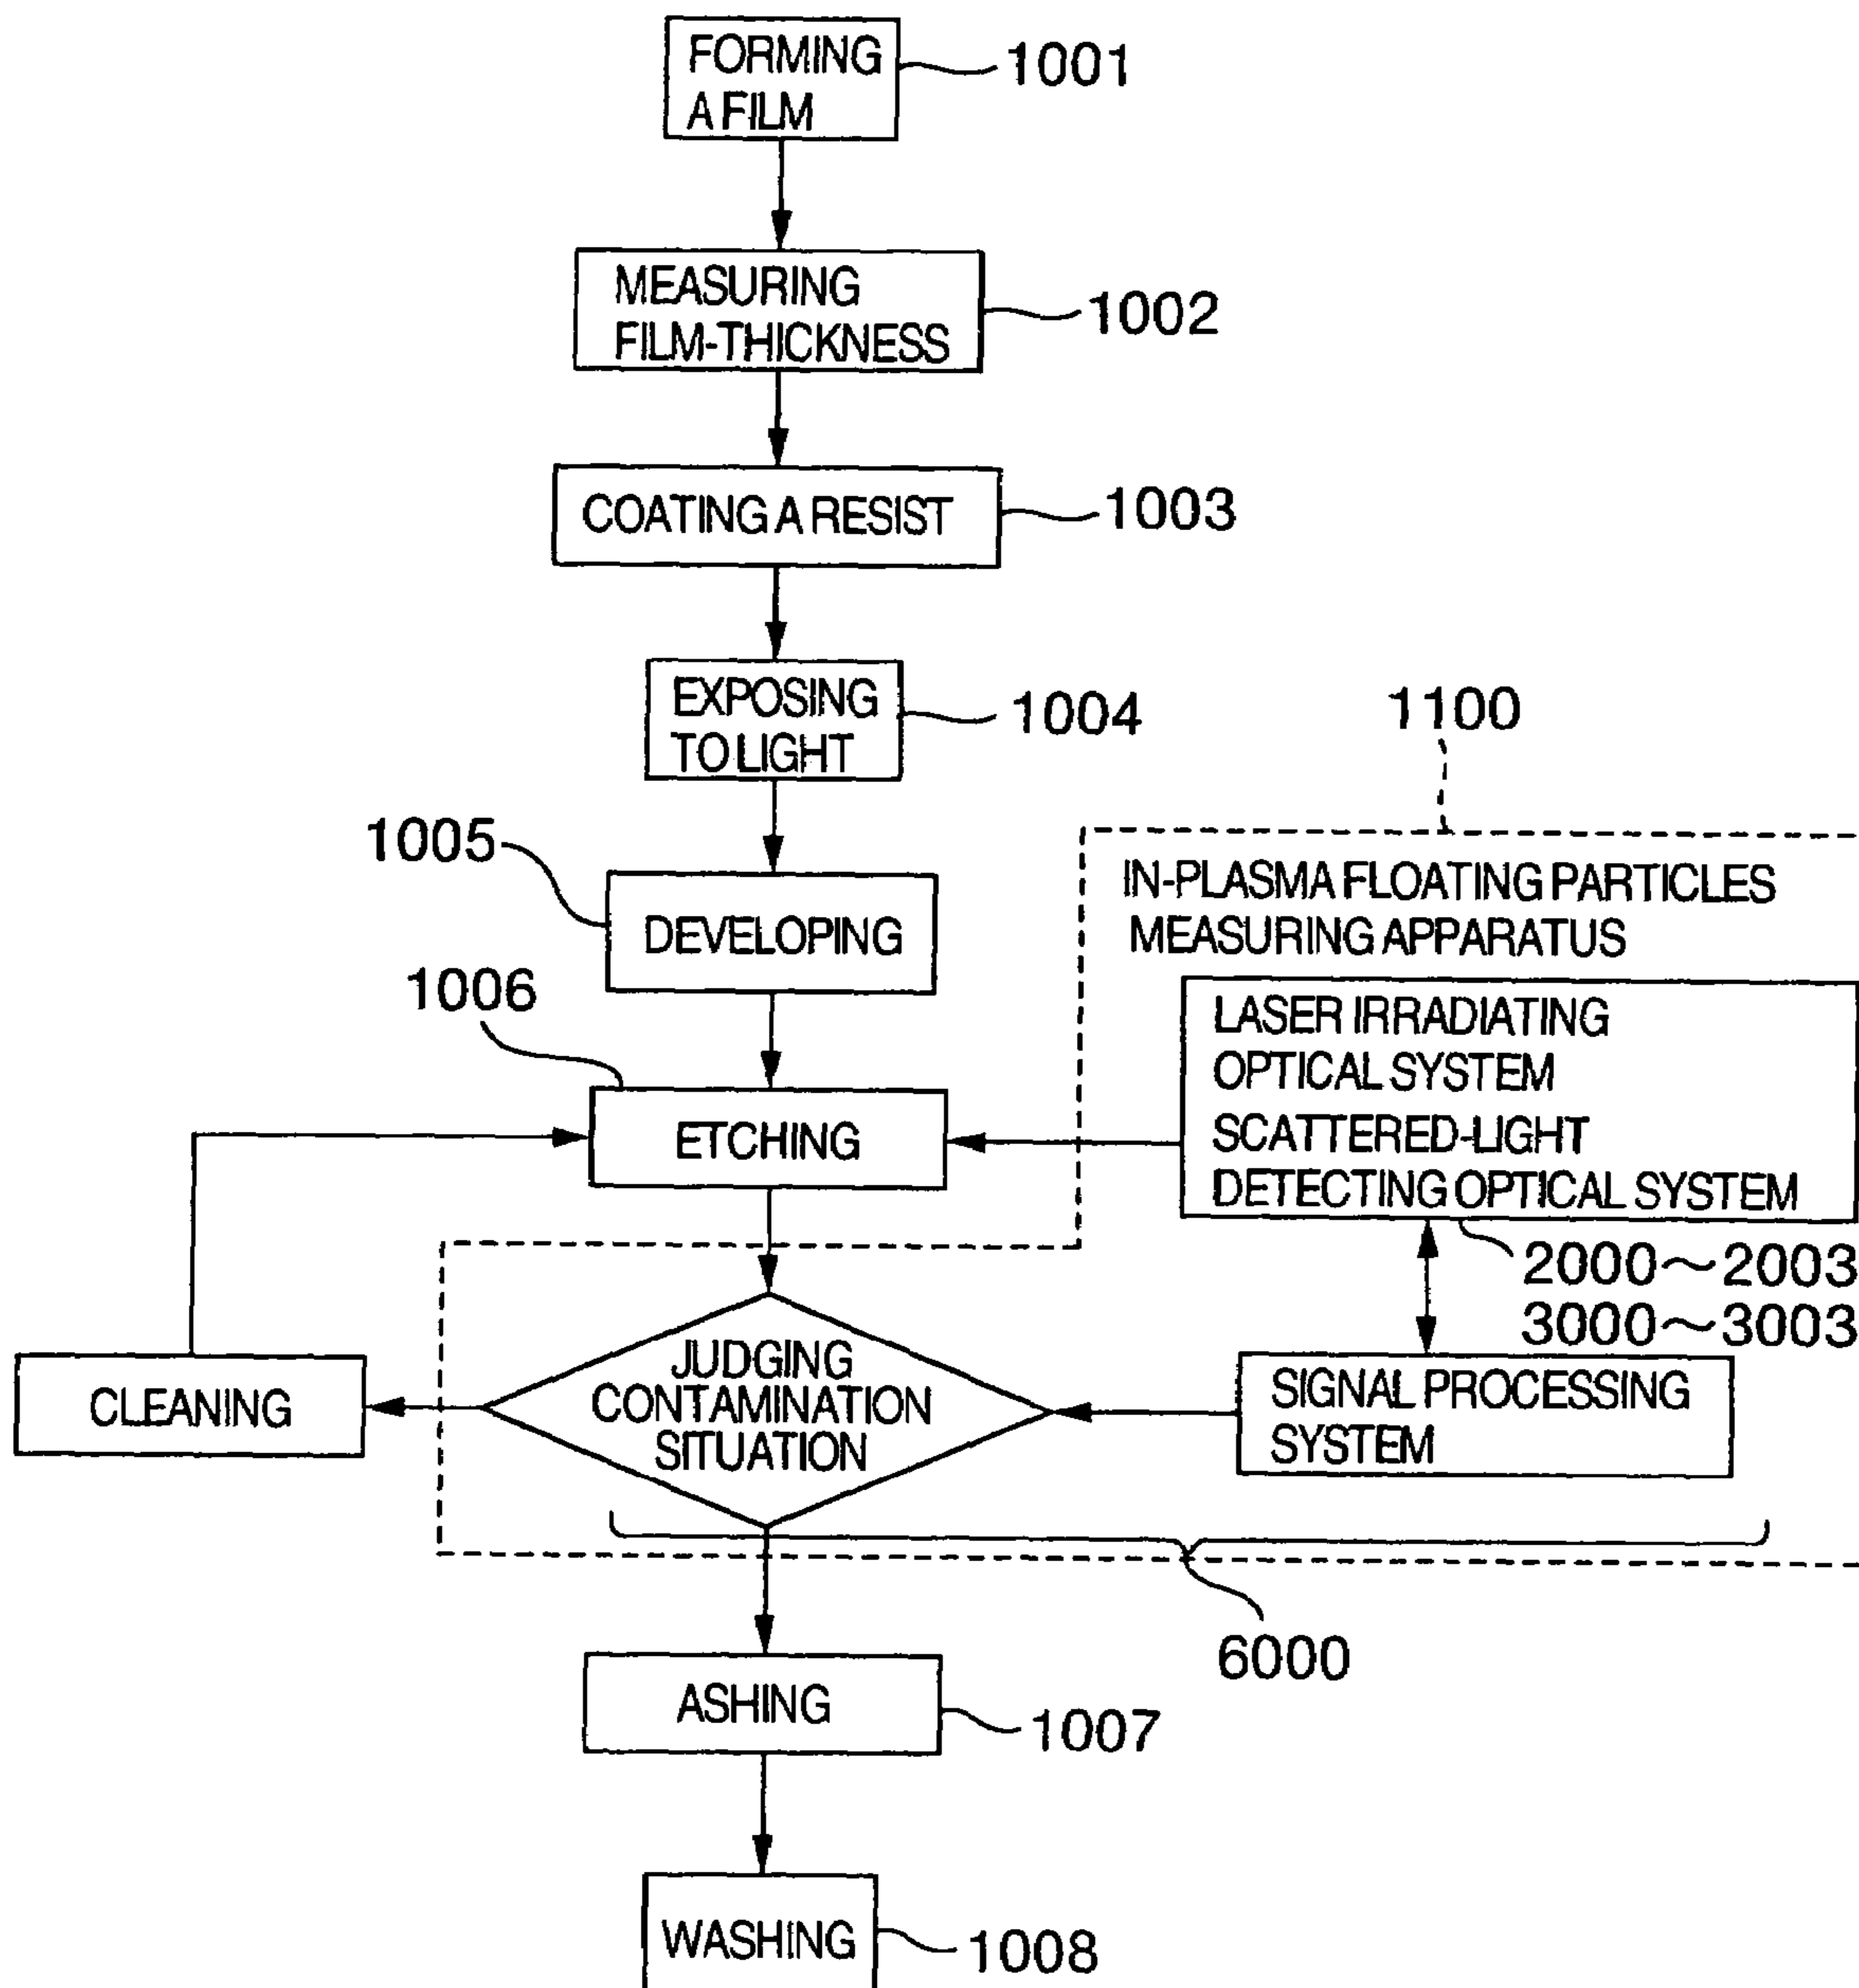 FORMING
A FILM
1001
MEASURING
FILM-THICKNESS
1002
COATING A RESIST
1003
EXPOSING
TO LIGHT
1004
1100
1005
DEVELOPING
IN-PLASMA FLOATING PARTICLES
MEASURING APPARATUS
1006
ETCHING
LASER IRRADIATING
OPTICAL SYSTEM
SCATTERED-LIGHT
DETECTING OPTICAL SYSTEM
2000~2003
3000~3003
CLEANING
JUDGING
CONTAMINATION
SITUATION
SIGNAL PROCESSING
SYSTEM
6000
ASHING
1007
WASHING
1008